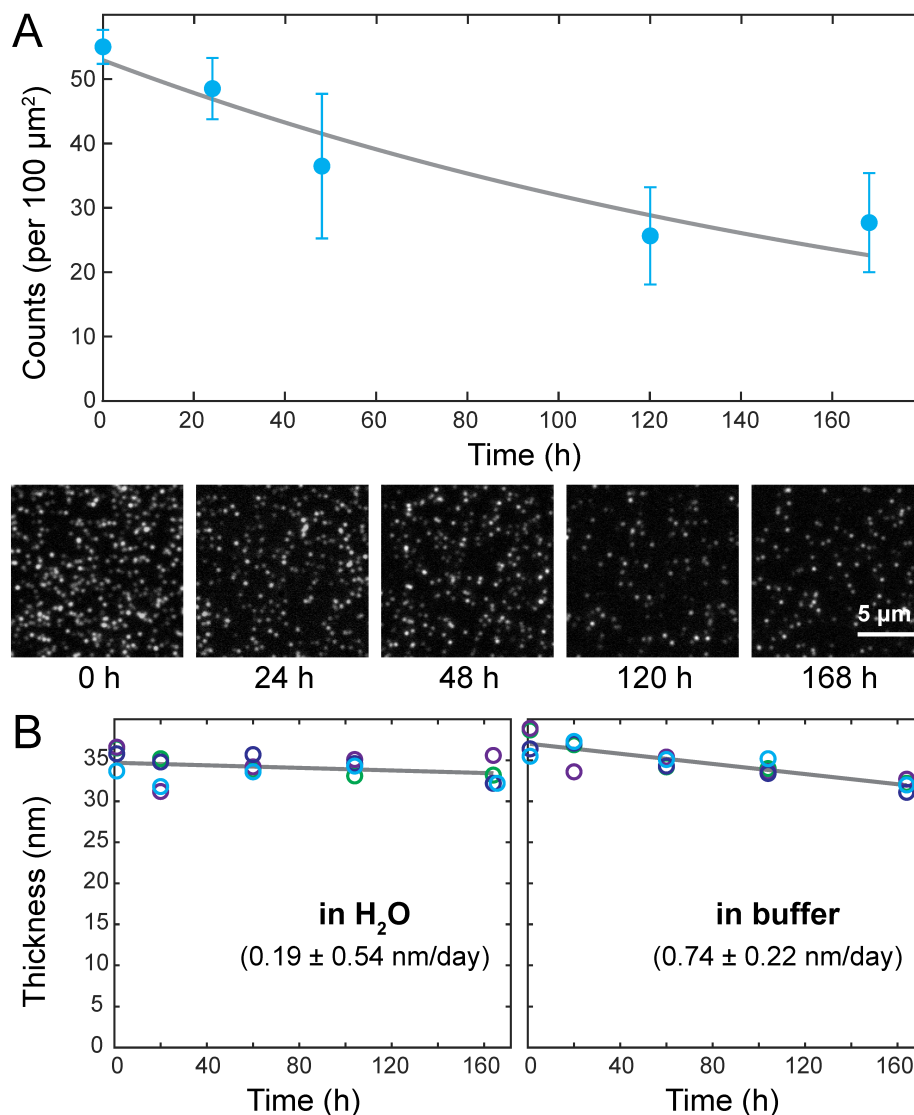 A
Counts (per 100 µm²)
50
40
30
20
10
0
0 20 40 60 80 100 120 140 160
Time (h)
5 µm
0 h 24 h 48 h 120 h 168 h
B
Thickness (nm)
35
30
25
20
15
10
5
0
in H₂O
(0.19 ± 0.54 nm/day)
in buffer
(0.74 ± 0.22 nm/day)
0 40 80 120 160
0 40 80 120 160
Time (h)
Time (h)